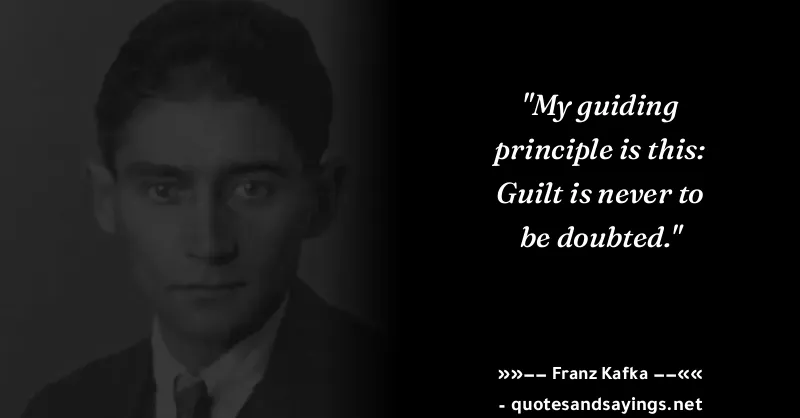 "My guiding
principle is this:
Guilt is never to
be doubted."
»»−− Franz Kafka −−««
- quotesandsayings.net